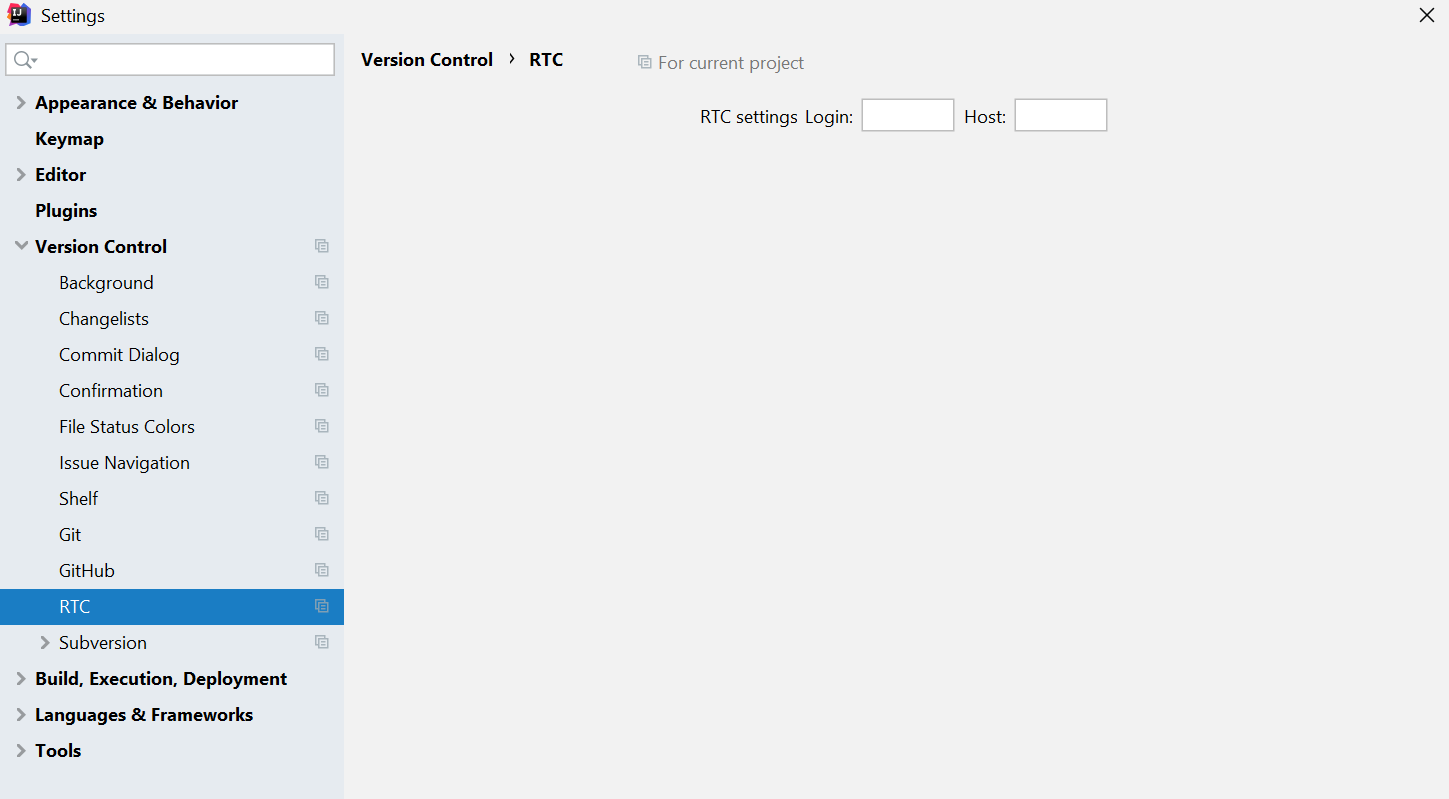 Settings
Appearance & Behavior
Keymap
Editor
Plugins
Version Control
Background
Changelists
Commit Dialog
Confirmation
File Status Colors
Issue Navigation
Shelf
Git
GitHub
RTC
Subversion
Build, Execution, Deployment
Languages & Frameworks
Tools
Version Control › RTC For current project
RTC settings Login: Host: